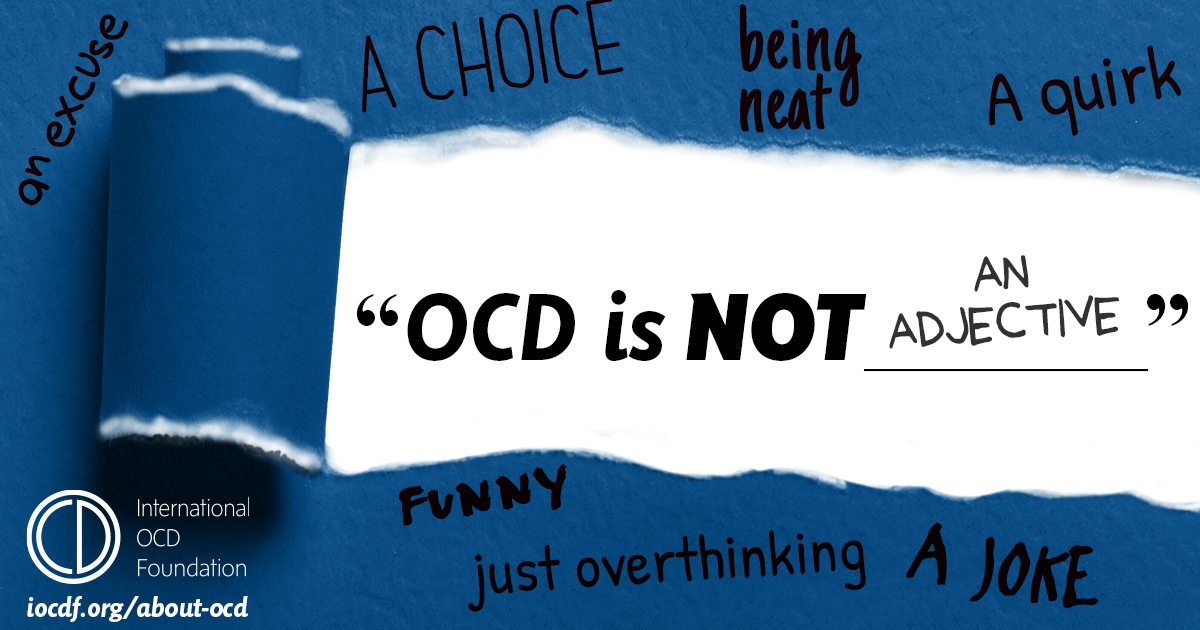 an excuse
A CHOICE
being
neat
A quirk
“OCD is NOT AN
ADJECTIVE”
FUNNY
just overthinking
A JOKE
International
OCD
Foundation
iocdf.org/about-ocd